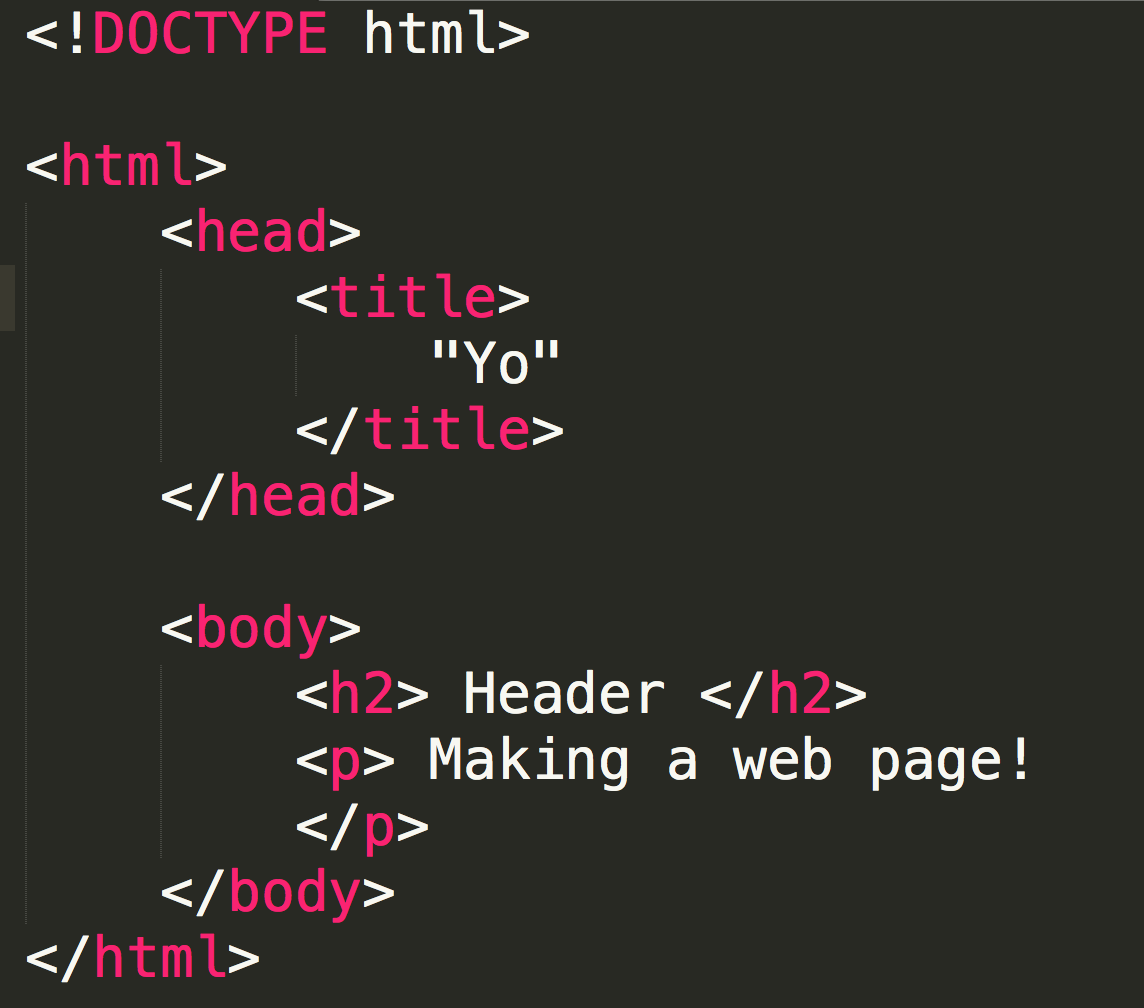 <!DOCTYPE html>
<html>
<head>
<title>
"Yo"
</title>
</head>
<body>
<h2> Header </h2>
<p> Making a web page!
</p>
</body>
</html>